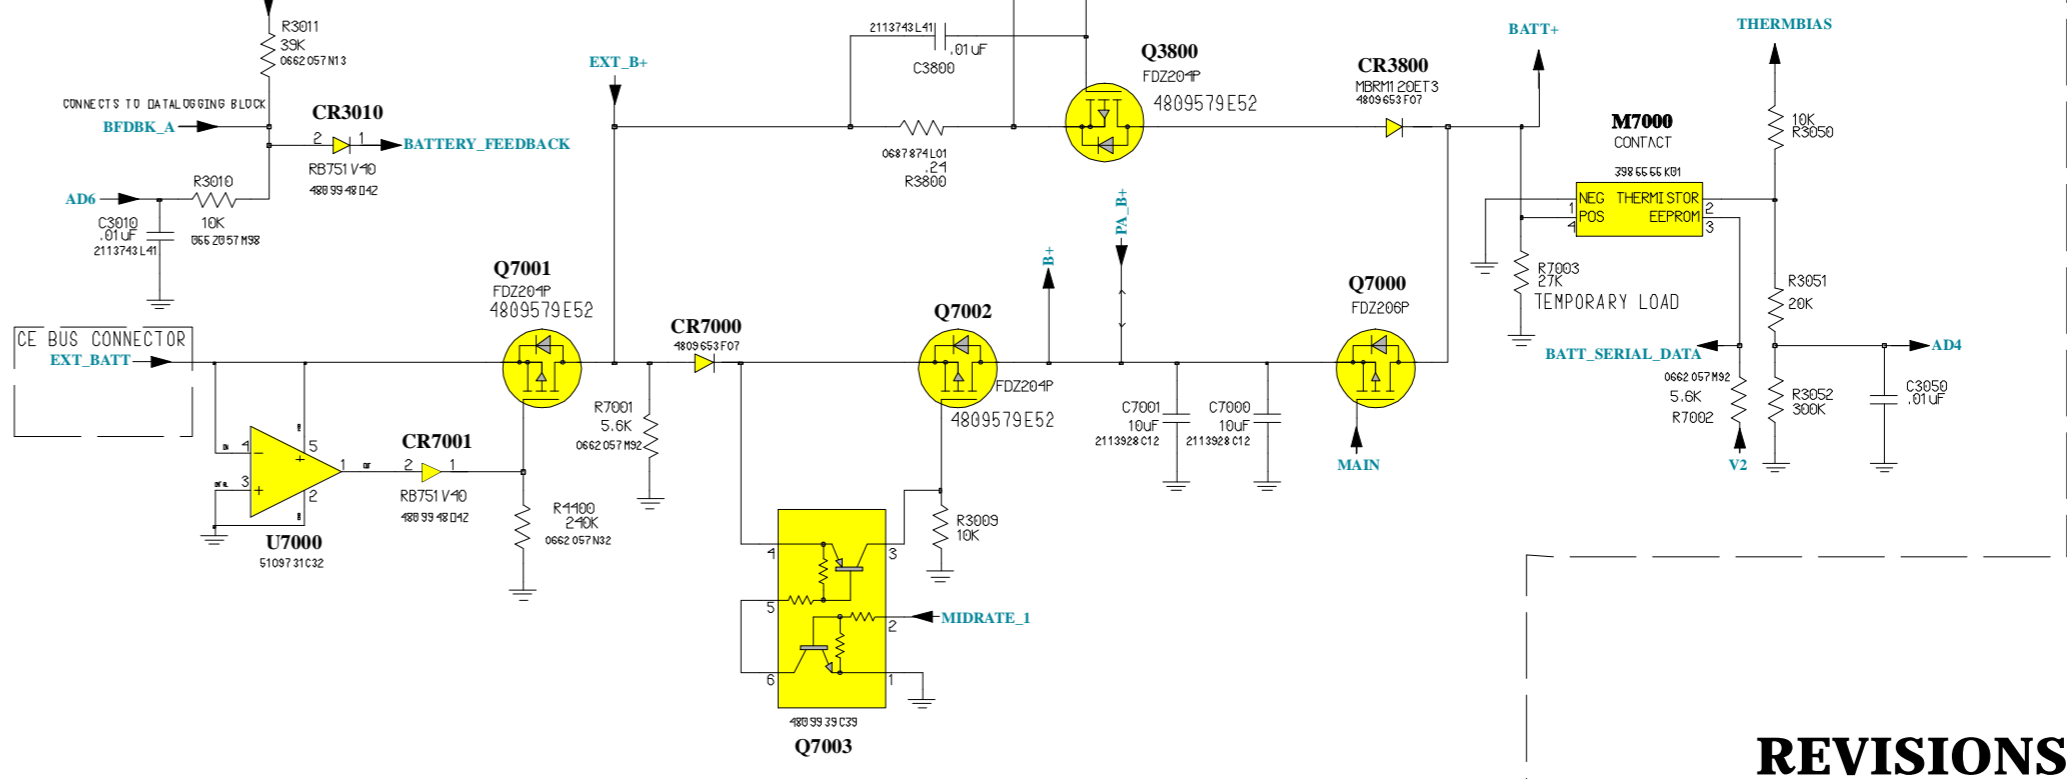 R3011
39K
0662057N13
CONNECTS TO DATALOGGING BLOCK
BFDBK_A
CR3010
2
1
BATTERY_FEEDBACK
RB751V40
4809948D42
AD6
R3010
10K
0662057M98
C3010
.01uF
2113743L41
EXT_B+
2113743L41
.01uF
C3800
0687874L01
.24
R3800
Q3800
FDZ204P
4809579E52
CR3800
MBRM120ET3
4809653F07
BATT+
THERMBIAS
10K
R3050
M7000
CONTACT
3986666K01
NEG THERMISTOR
POS EEPROM
1
4
2
3
R7003
27K
TEMPORARY LOAD
R3051
20K
BATT_SERIAL_DATA
AD4
0662057M92
5.6K
R7002
V2
R3052
300K
C3050
.01uF
CE BUS CONNECTOR
EXT_BATT
Q7001
FDZ204P
4809579E52
CR7000
4809653F07
Q7002
FDZ204P
4809579E52
B+
PA_B+
Q7000
FDZ206P
MAIN
C7001
10uF
2113928C12
C7000
10uF
2113928C12
R7001
5.6K
0662057M92
4
3
5
2
1
U7000
5109731C32
CR7001
2
1
RB751V40
4809948D42
R4400
240K
0662057N32
R3009
10K
4
3
5
2
6
1
MIDRATE_1
4809939C39
Q7003
REVISIONS